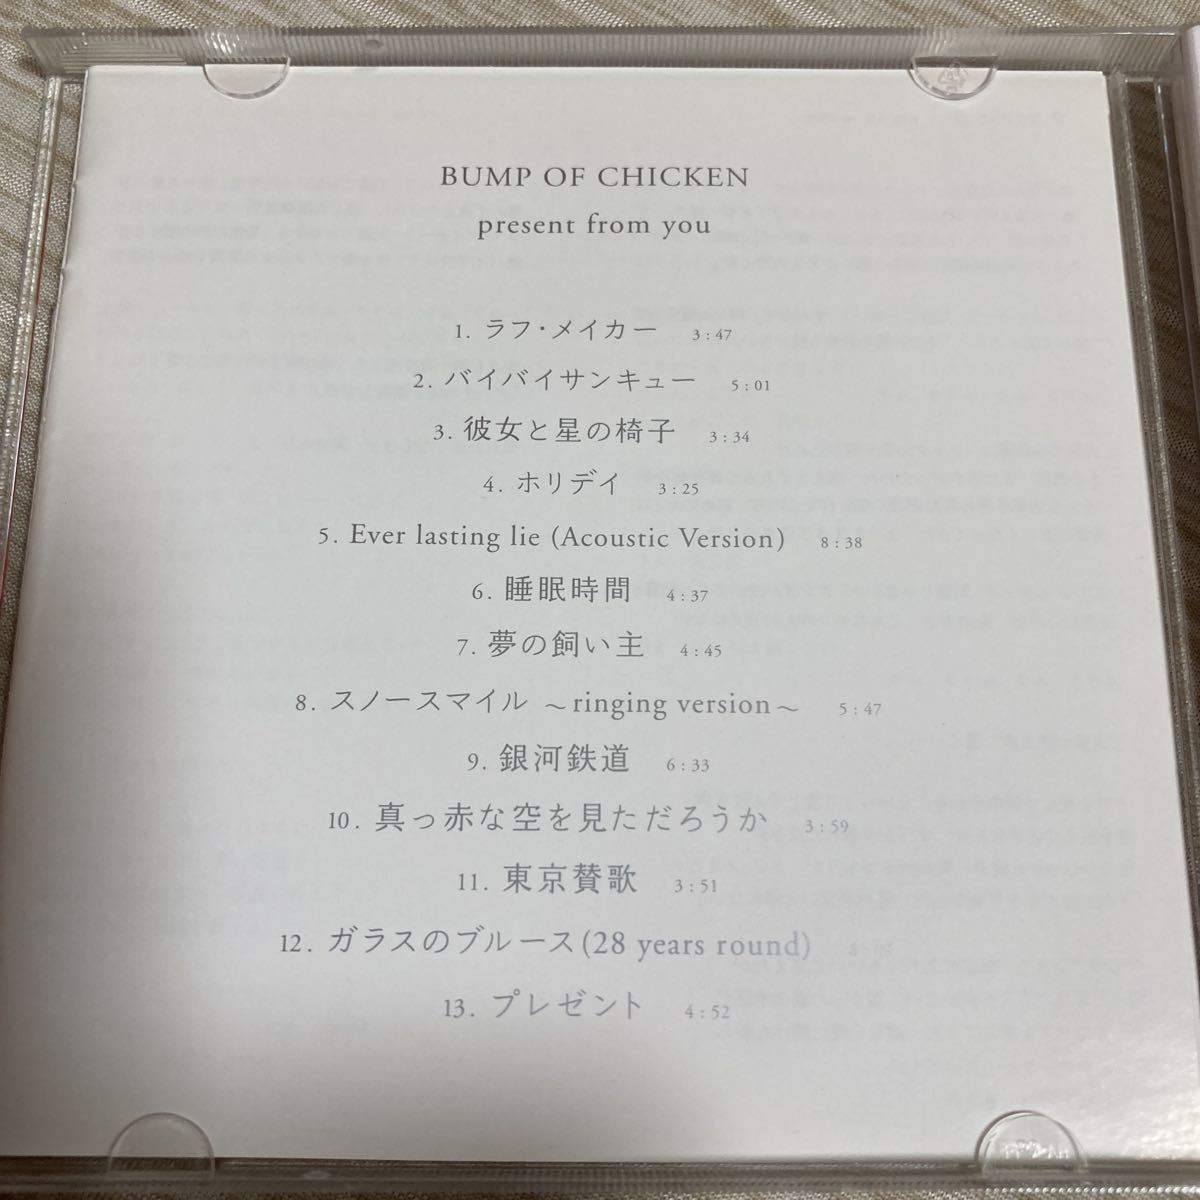 BUMP OF CHICKEN
present from you
1. ラフ・メイカー 3:47
2. バイバイサンキュー 5:01
3. 彼女と星の椅子 3:34
4. ホリデイ 3:25
5. Ever lasting lie (Acoustic Version) 8:38
6. 睡眠時間 4:37
7. 夢の飼い主 4:45
8. スノースマイル ～ringing version～ 5:47
9. 銀河鉄道 6:33
10. 真っ赤な空を見ただろうか 3:59
11. 東京賛歌 3:51
12. ガラスのブルース(28 years round)
13. プレゼント 4:52